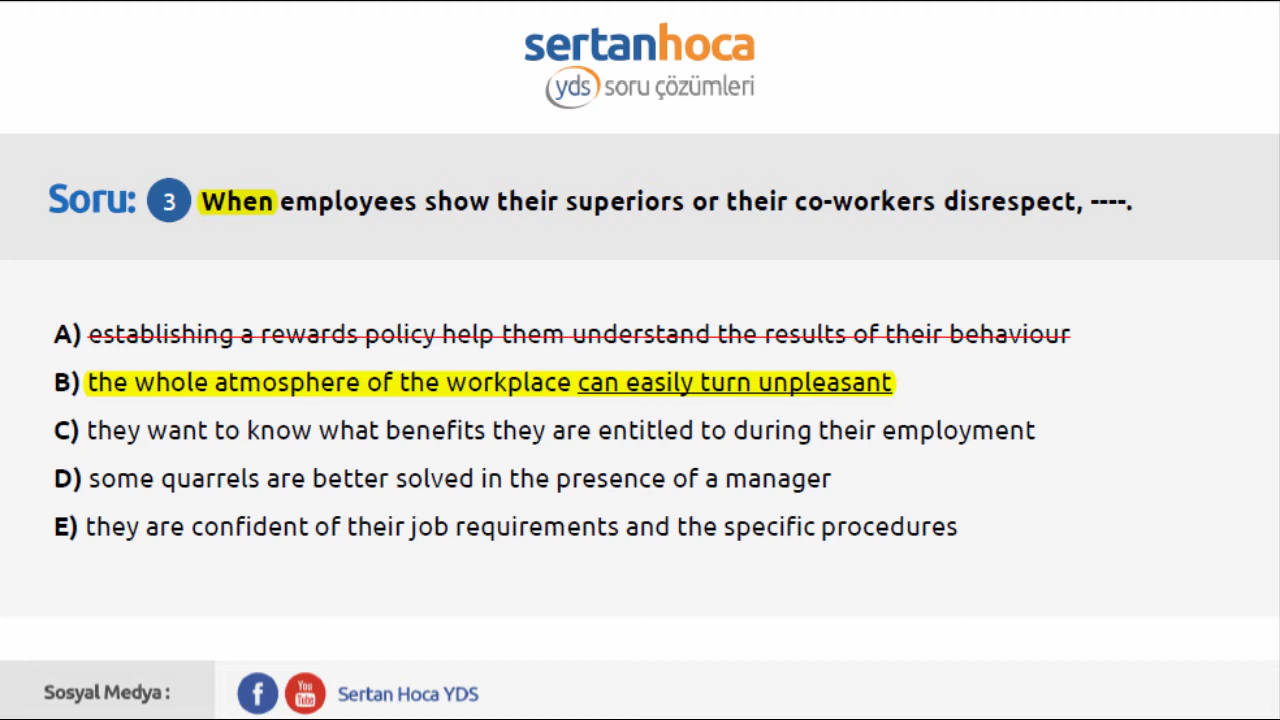 sertanhoca
yds soru çözümleri
Soru: 3 When employees show their superiors or their co-workers disrespect, ----.
A) establishing a rewards policy help them understand the results of their behaviour
B) the whole atmosphere of the workplace can easily turn unpleasant
C) they want to know what benefits they are entitled to during their employment
D) some quarrels are better solved in the presence of a manager
E) they are confident of their job requirements and the specific procedures
Sosyal Medya : f You Tube Sertan Hoca YDS